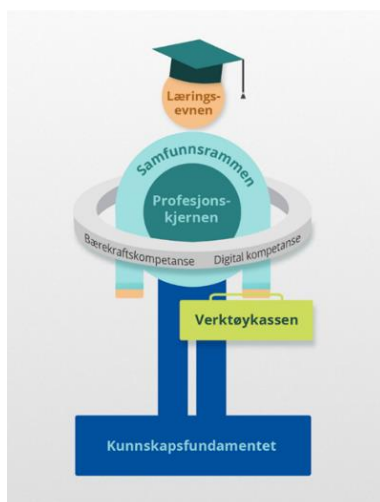 Lærings-
evnen
Samfunnsrammen
Profesjons-
kjernen
Bærekraftskompetanse
Digital kompetanse
Verktøykassen
Kunnskapsfundamentet